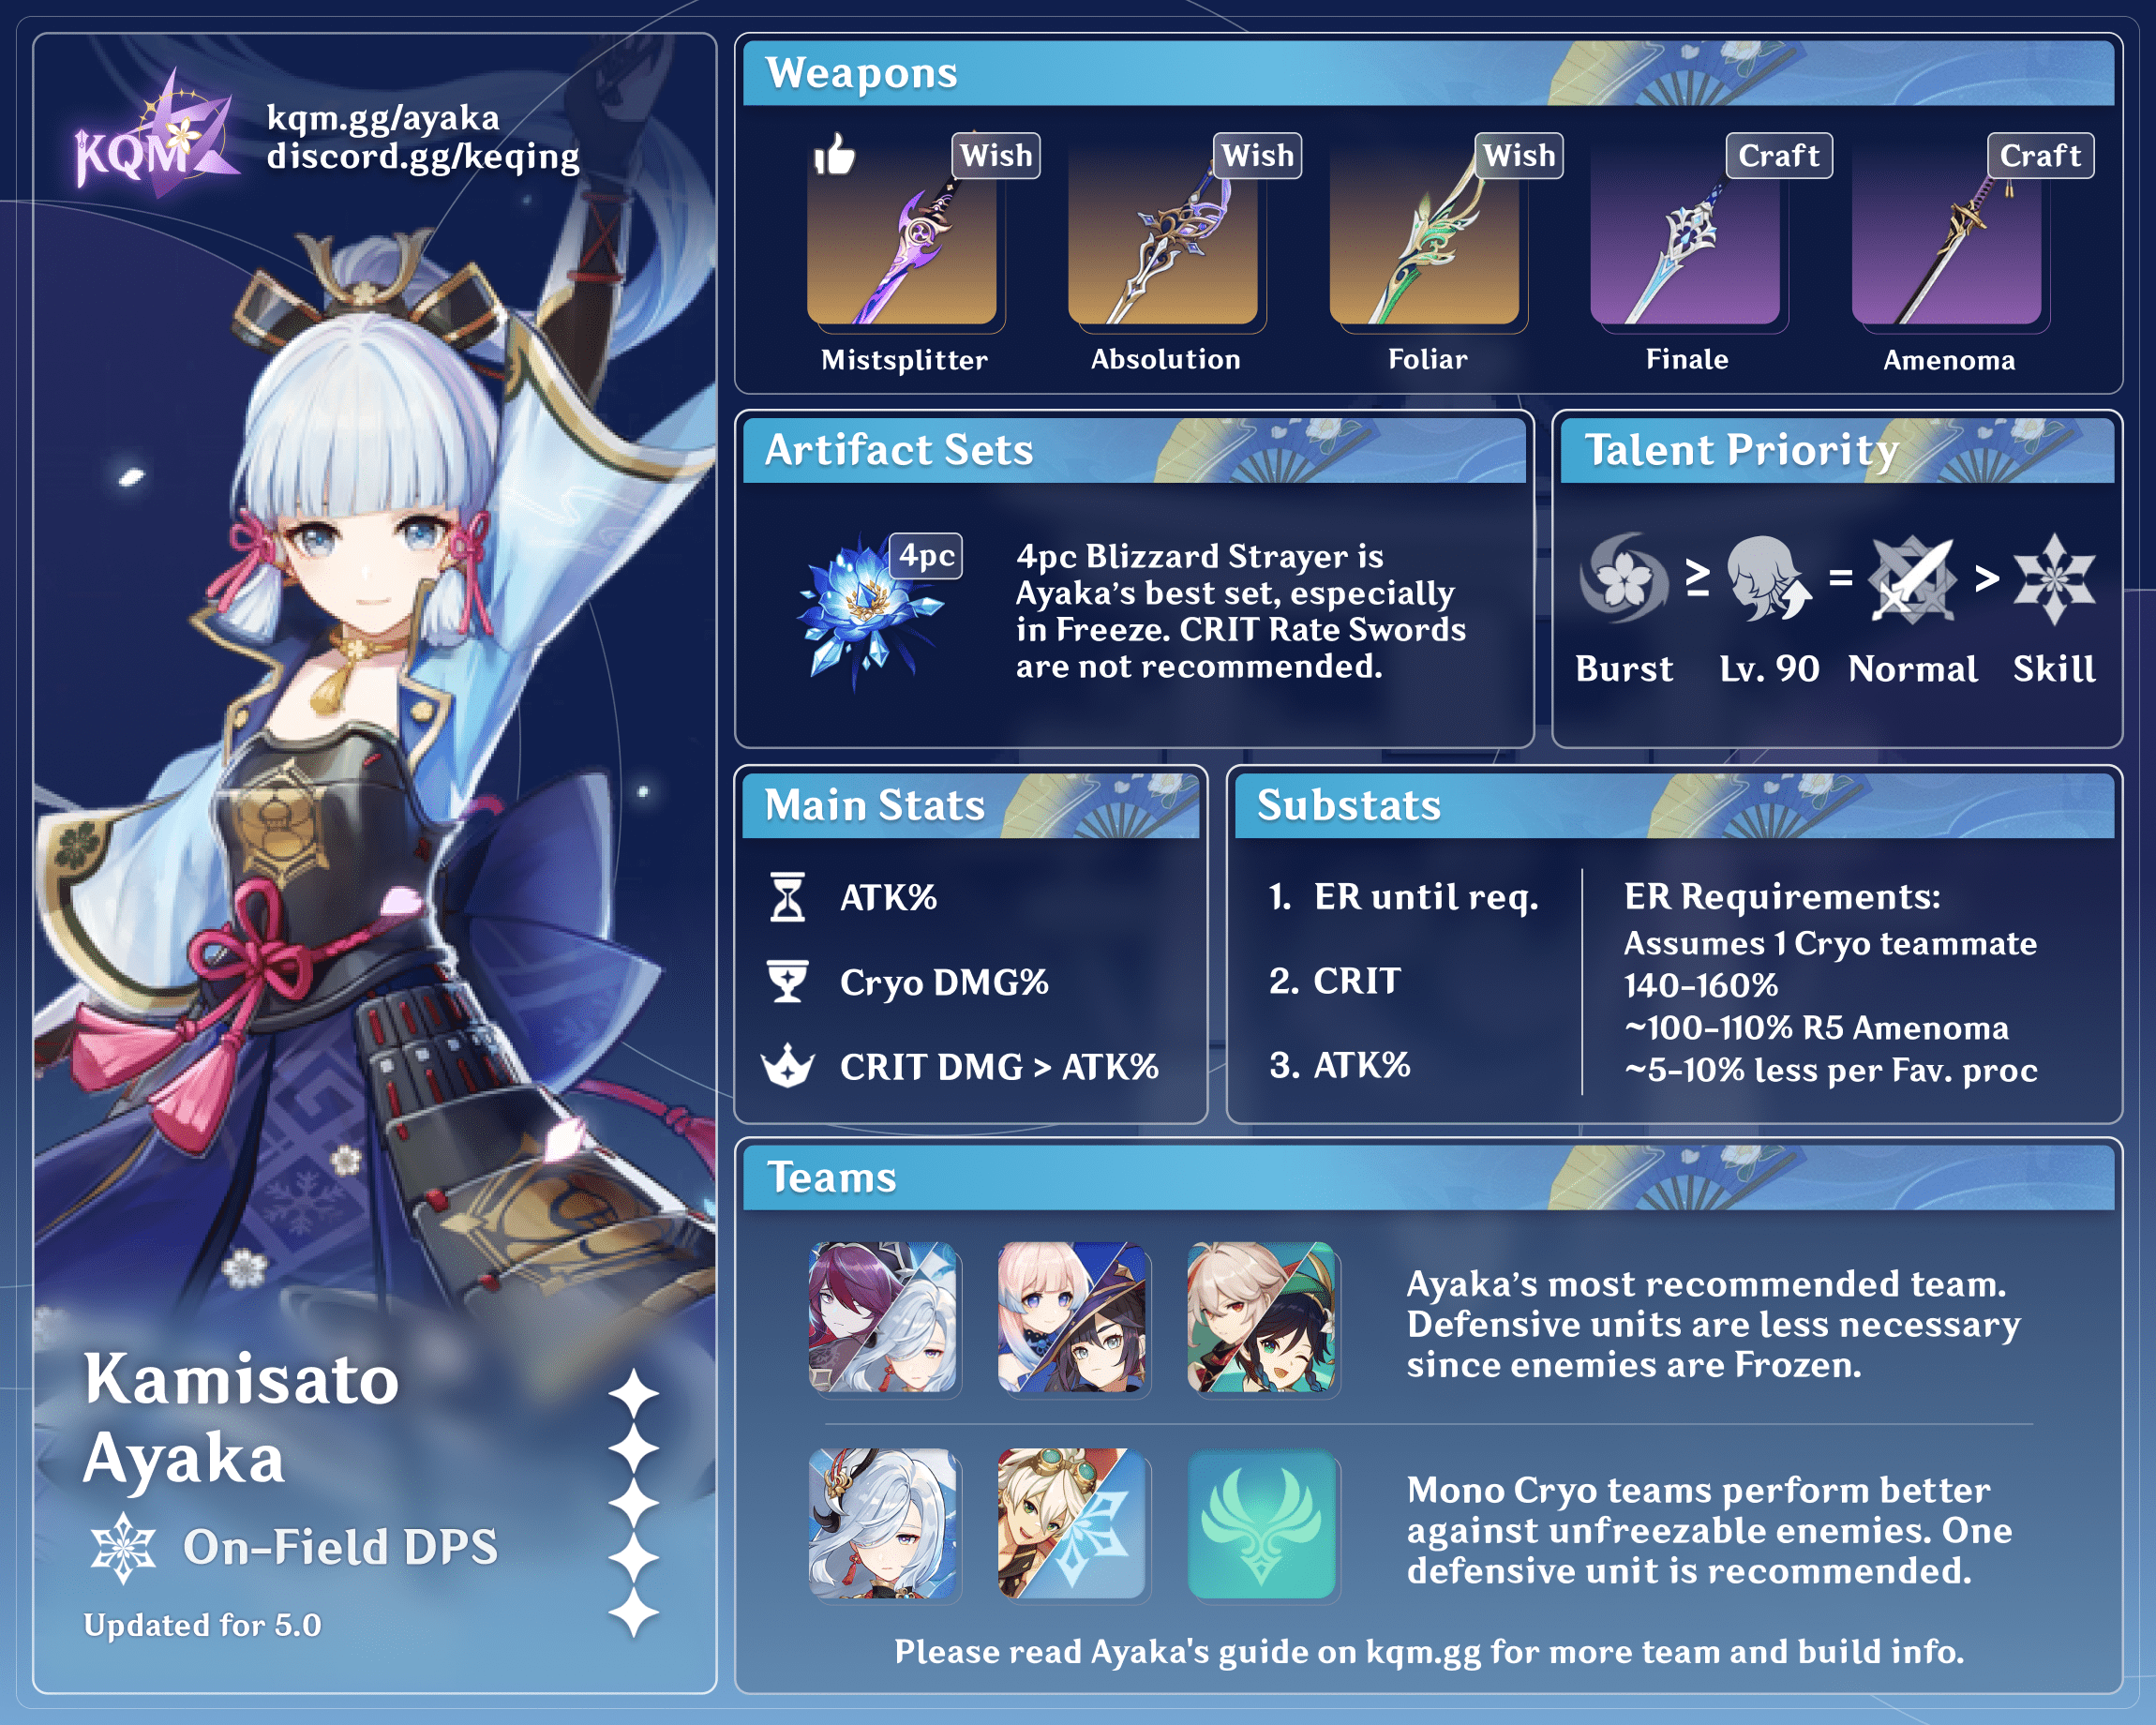 KQM
kqm.gg/ayaka
discord.gg/keqing
Kamisato
Ayaka
On-Field DPS
Updated for 5.0
Weapons
Wish
Wish
Wish
Craft
Craft
Mistsplitter
Absolution
Foliar
Finale
Amenoma
Artifact Sets
4pc
4pc Blizzard Strayer is
Ayaka's best set, especially
in Freeze. CRIT Rate Swords
are not recommended.
Talent Priority
≥ = >
Burst Lv. 90 Normal Skill
Main Stats
ATK%
Cryo DMG%
CRIT DMG > ATK%
Substats
1. ER until req.
2. CRIT
3. ATK%
ER Requirements:
Assumes 1 Cryo teammate
140-160%
~100-110% R5 Amenoma
~5-10% less per Fav. proc
Teams
Ayaka's most recommended team.
Defensive units are less necessary
since enemies are Frozen.
Mono Cryo teams perform better
against unfreezable enemies. One
defensive unit is recommended.
Please read Ayaka's guide on kqm.gg for more team and build info.